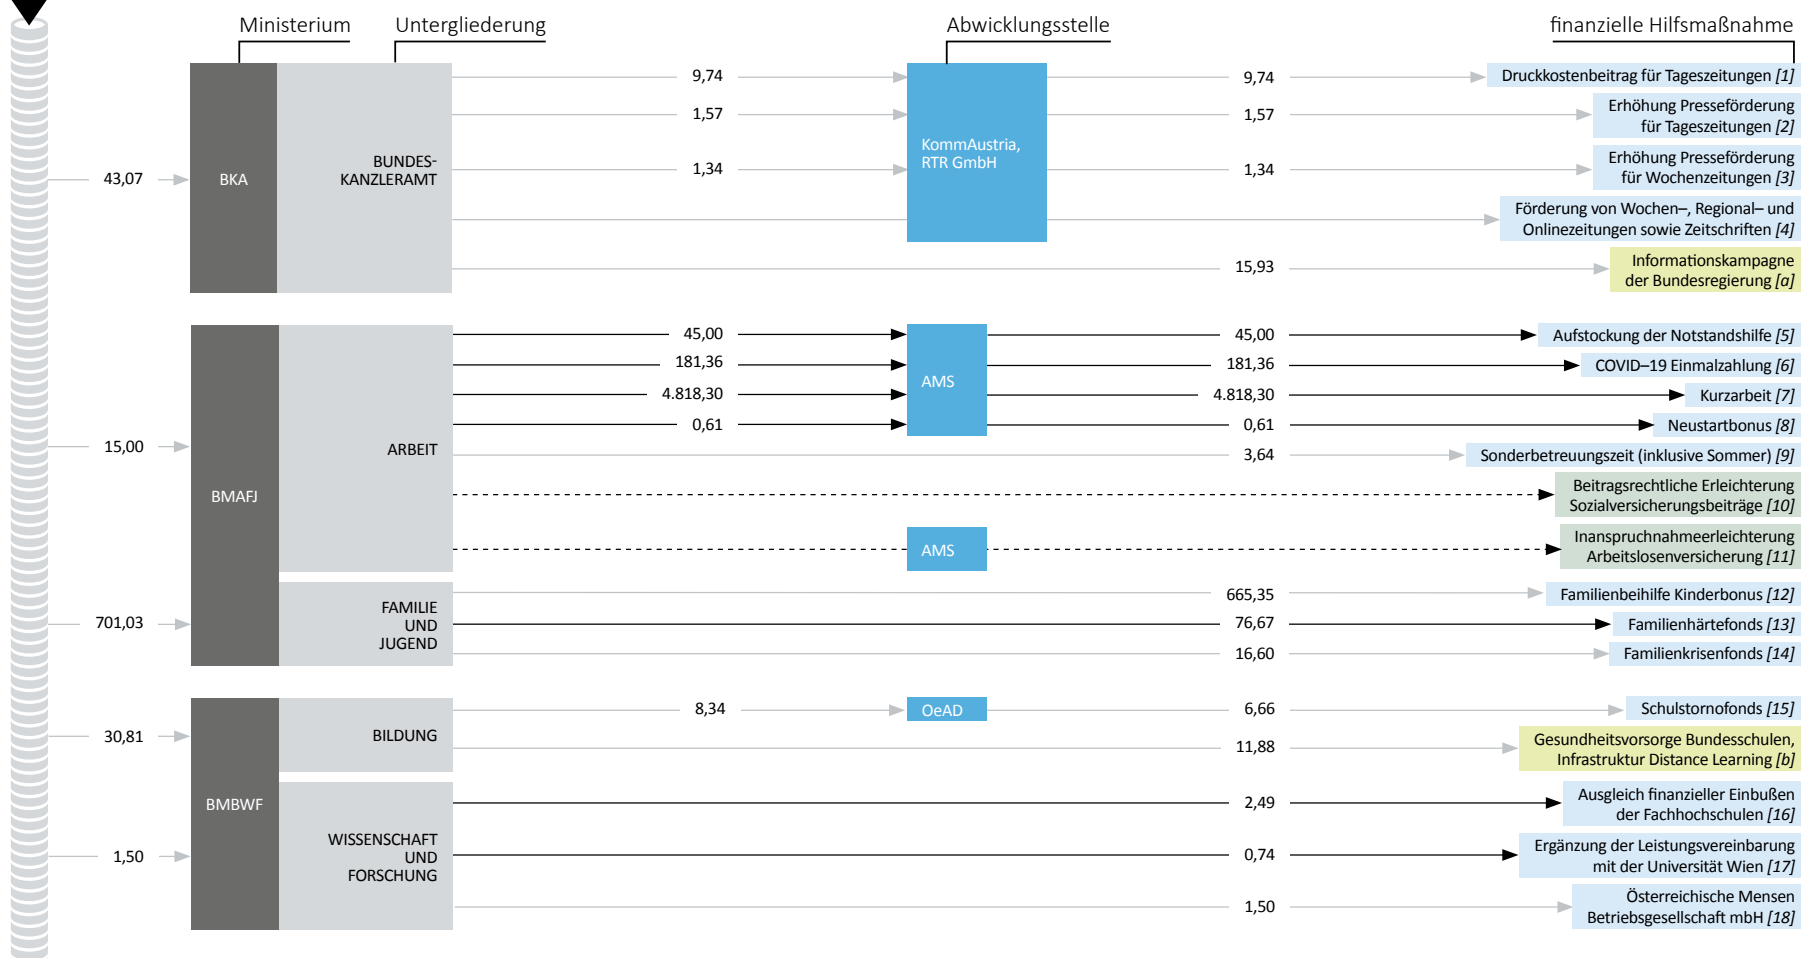 Ministerium
Untergliederung
Abwicklungsstelle
finanzielle Hilfsmaßnahme
43,07
BKA
BUNDES-
KANZLERAMT
9,74
1,57
1,34
KommAustria,
RTR GmbH
9,74
Druckkostenbeitrag für Tageszeitungen [1]
1,57
Erhöhung Presseförderung
für Tageszeitungen [2]
1,34
Erhöhung Presseförderung
für Wochenzeitungen [3]
Förderung von Wochen–, Regional– und
Onlinezeitungen sowie Zeitschriften [4]
15,93
Informationskampagne
der Bundesregierung [a]
15,00
701,03
BMAFJ
ARBEIT
45,00
181,36
4.818,30
0,61
AMS
45,00
Aufstockung der Notstandshilfe [5]
181,36
COVID–19 Einmalzahlung [6]
4.818,30
Kurzarbeit [7]
0,61
Neustartbonus [8]
3,64
Sonderbetreuungszeit (inklusive Sommer) [9]
Beitragsrechtliche Erleichterung
Sozialversicherungsbeiträge [10]
AMS
Inanspruchnahmeerleichterung
Arbeitslosenversicherung [11]
FAMILIE
UND
JUGEND
665,35
Familienbeihilfe Kinderbonus [12]
76,67
Familienhärtefonds [13]
16,60
Familienkrisenfonds [14]
30,81
1,50
BMBWF
BILDUNG
8,34
OeAD
6,66
Schulstornofonds [15]
11,88
Gesundheitsvorsorge Bundesschulen,
Infrastruktur Distance Learning [b]
WISSENSCHAFT
UND
FORSCHUNG
2,49
Ausgleich finanzieller Einbußen
der Fachhochschulen [16]
0,74
Ergänzung der Leistungsvereinbarung
mit der Universität Wien [17]
1,50
Österreichische Mensen
Betriebsgesellschaft mbH [18]